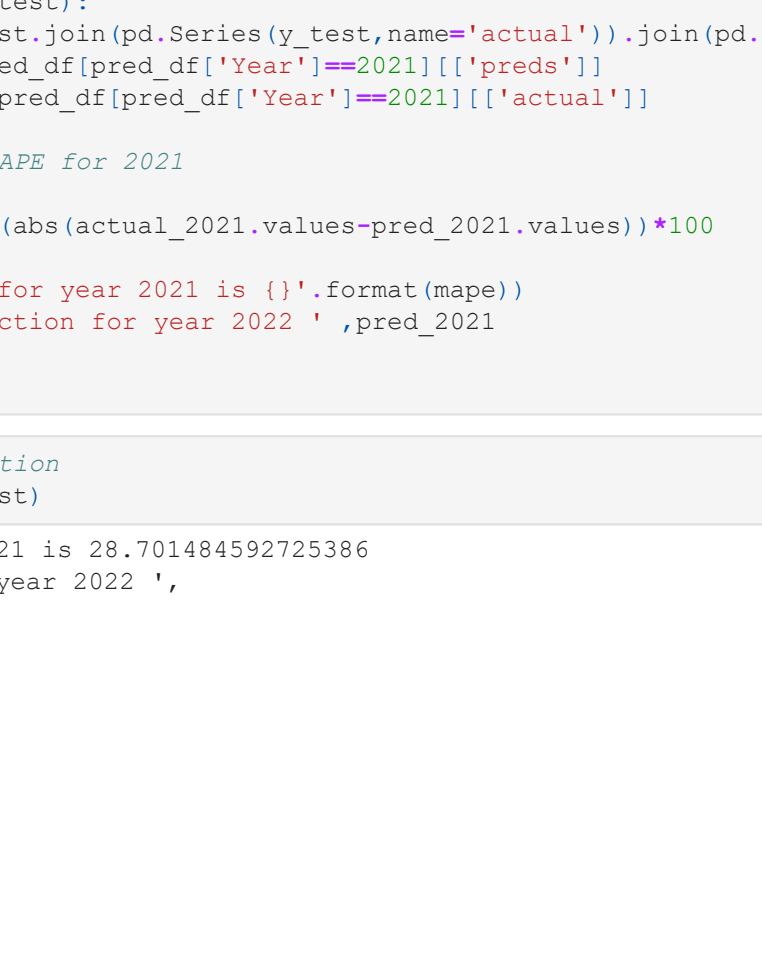 test):
st.join(pd.Series(y_test,name='actual')).join(pd.
ed_df[pred_df['Year']==2021][['preds']]
pred_df[pred_df['Year']==2021][['actual']]
APE for 2021
(abs(actual_2021.values-pred_2021.values))*100
for year 2021 is {}'.format(mape))
ction for year 2022 ' ,pred_2021
tion
st)
21 is 28.701484592725386
year 2022 ',